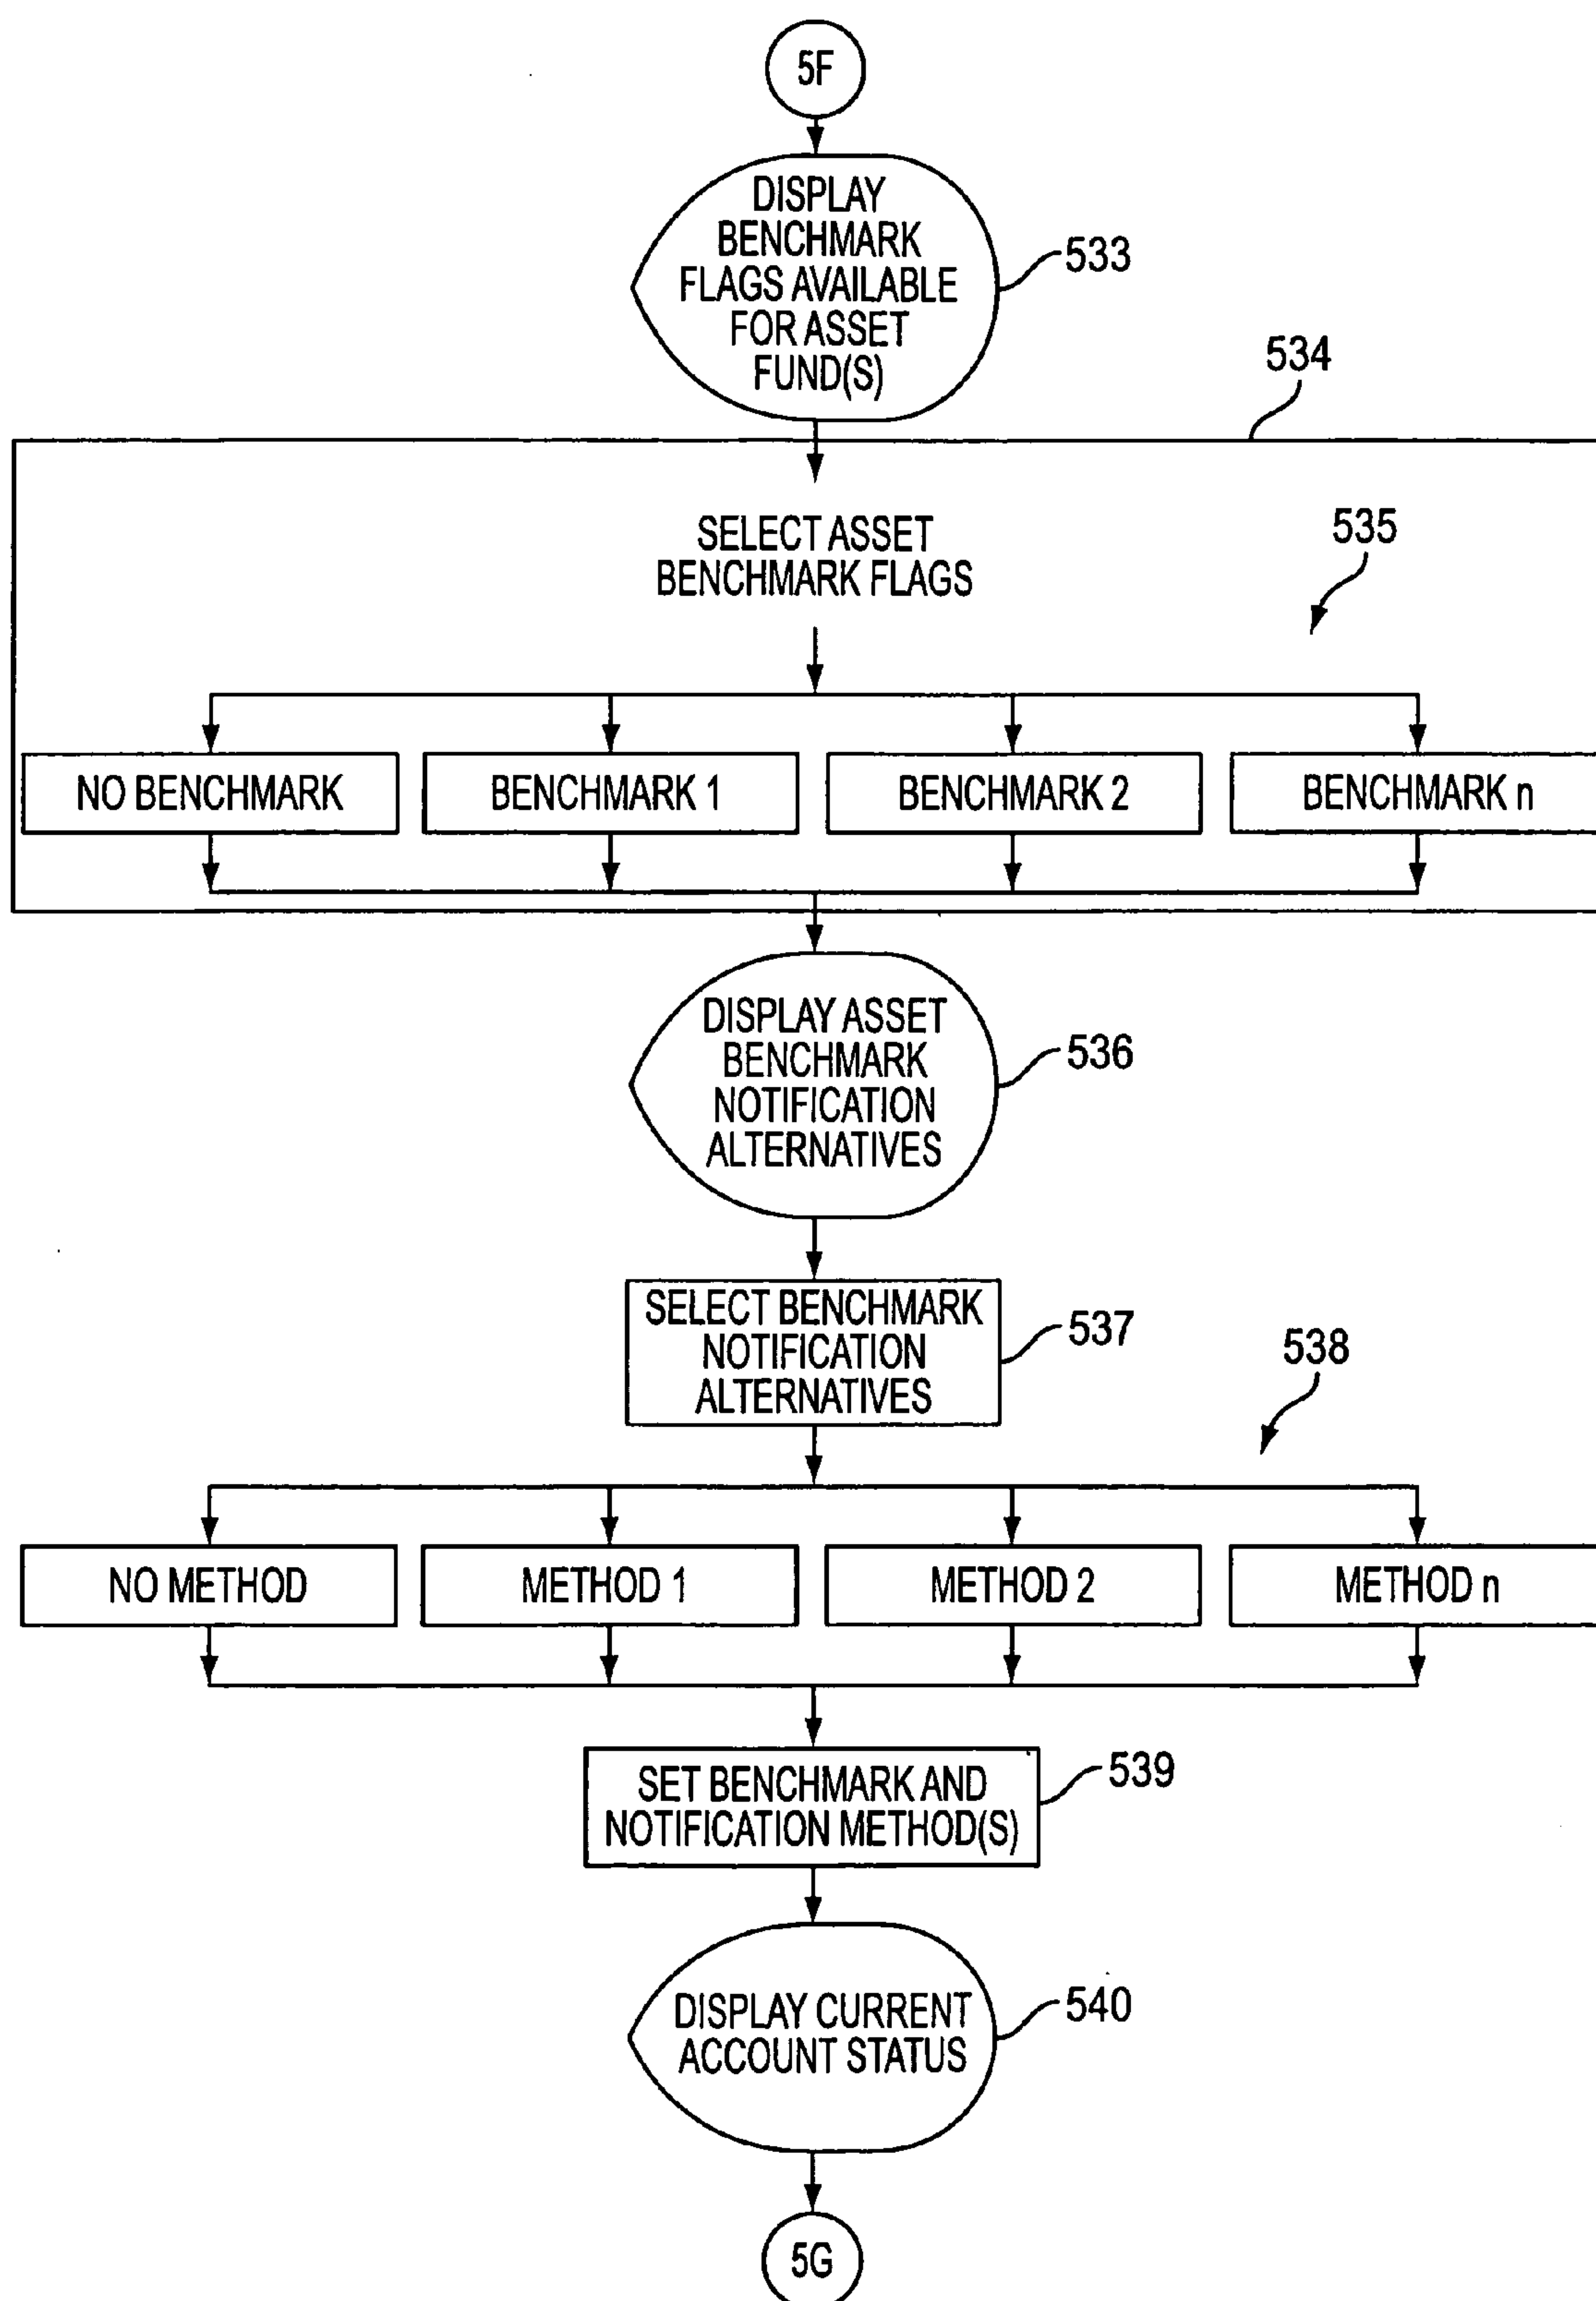 5F
DISPLAY
BENCHMARK
FLAGS AVAILABLE
FOR ASSET
FUND(S)
533
534
SELECT ASSET
BENCHMARK FLAGS
535
NO BENCHMARK
BENCHMARK 1
BENCHMARK 2
BENCHMARK n
DISPLAY ASSET
BENCHMARK
NOTIFICATION
ALTERNATIVES
536
SELECT BENCHMARK
NOTIFICATION
ALTERNATIVES
537
538
NO METHOD
METHOD 1
METHOD 2
METHOD n
SET BENCHMARK AND
NOTIFICATION METHOD(S)
539
DISPLAY CURRENT
ACCOUNT STATUS
540
5G